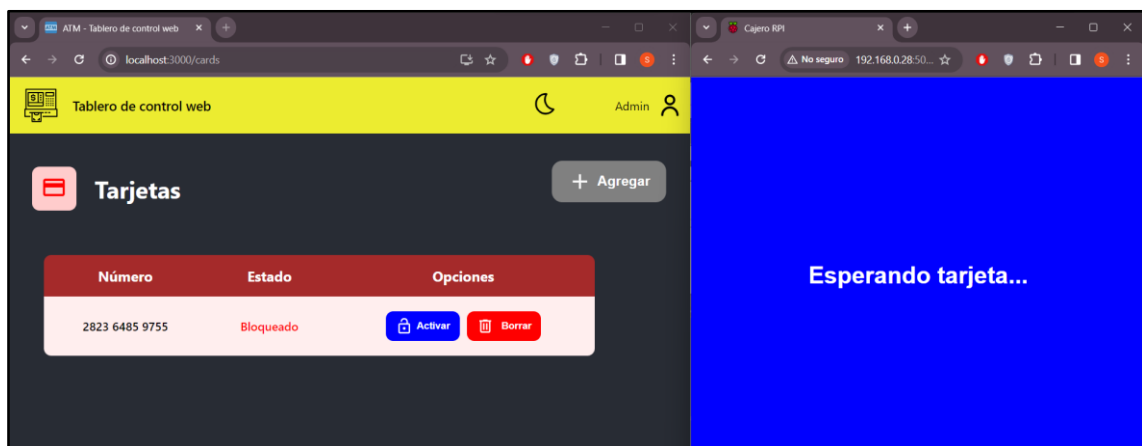 ATM - Tablero de control web
localhost:3000/cards
S
Tablero de control web
Admin
Tarjetas
Agregar
Número Estado Opciones
2823 6485 9755 Bloqueado Activar Borrar
Cajero RPI
No seguro 192.168.0.28:50...
S
Esperando tarjeta...